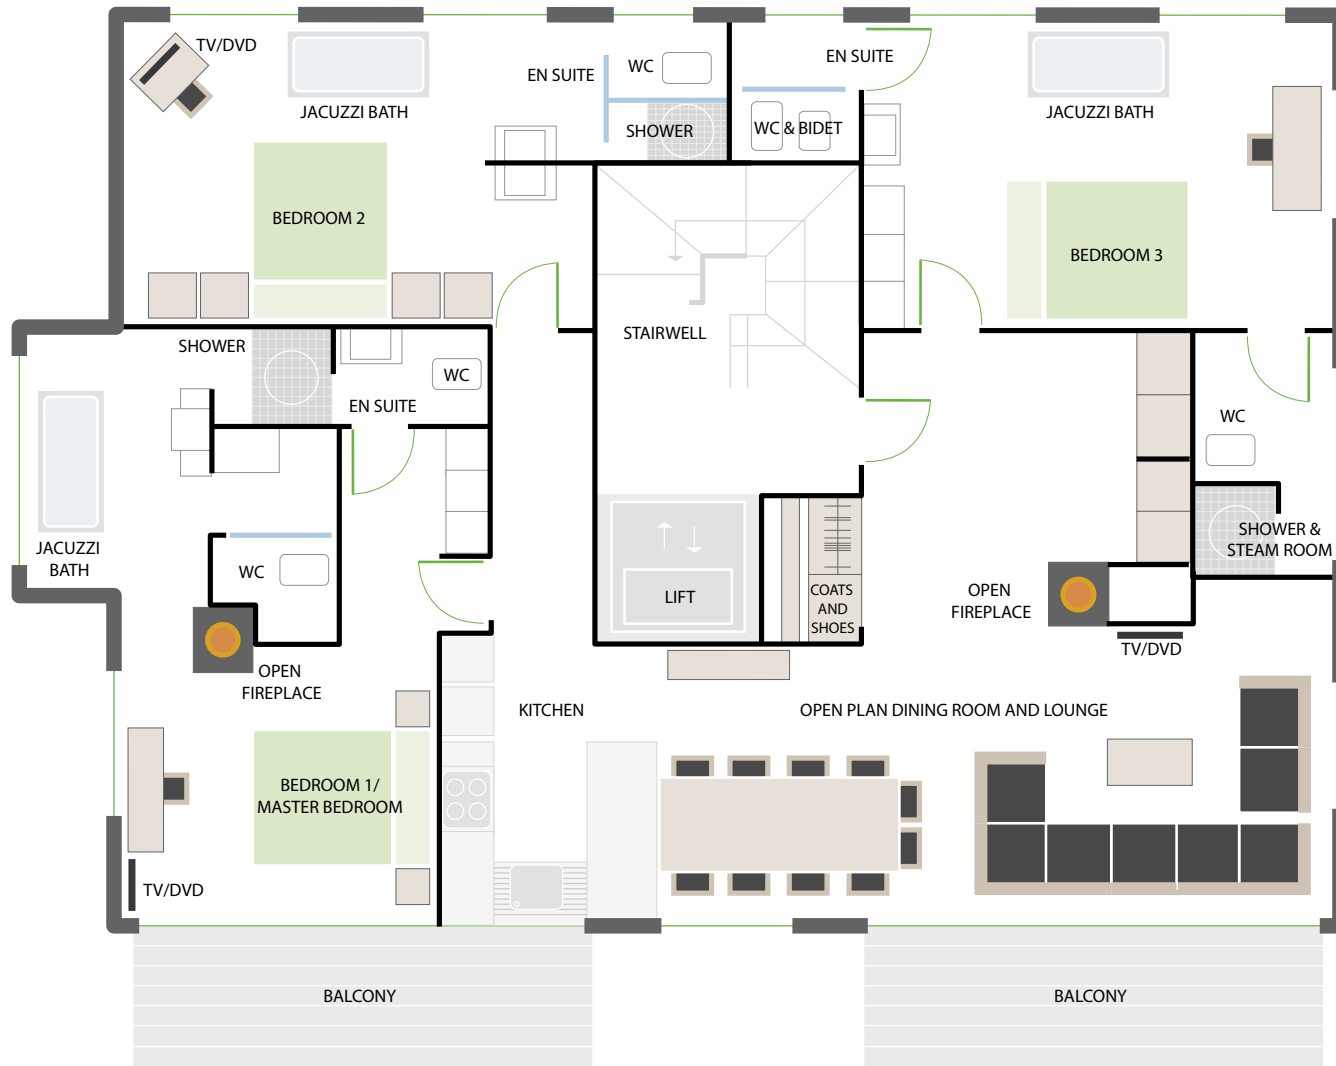 TV/DVD
JACUZZI BATH
EN SUITE
WC
SHOWER
EN SUITE
WC & BIDET
JACUZZI BATH
BEDROOM 2
BEDROOM 3
STAIRWELL
SHOWER
WC
EN SUITE
WC
JACUZZI
BATH
WC
SHOWER &
STEAM ROOM
LIFT
COATS
AND
SHOES
OPEN
FIREPLACE
TV/DVD
OPEN
FIREPLACE
KITCHEN
OPEN PLAN DINING ROOM AND LOUNGE
BEDROOM 1/
MASTER BEDROOM
TV/DVD
BALCONY
BALCONY